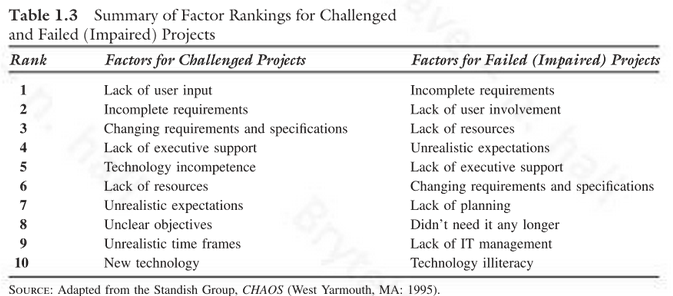 Table 1.3 Summary of Factor Rankings for Challenged
and Failed (Impaired) Projects
Rank Factors for Challenged Projects Factors for Failed (Impaired) Projects
1 Lack of user input Incomplete requirements
2 Incomplete requirements Lack of user involvement
3 Changing requirements and specifications Lack of resources
4 Lack of executive support Unrealistic expectations
5 Technology incompetence Lack of executive support
6 Lack of resources Changing requirements and specifications
7 Unrealistic expectations Lack of planning
8 Unclear objectives Didn't need it any longer
9 Unrealistic time frames Lack of IT management
10 New technology Technology illiteracy
SOURCE: Adapted from the Standish Group, CHAOS (West Yarmouth, MA: 1995).